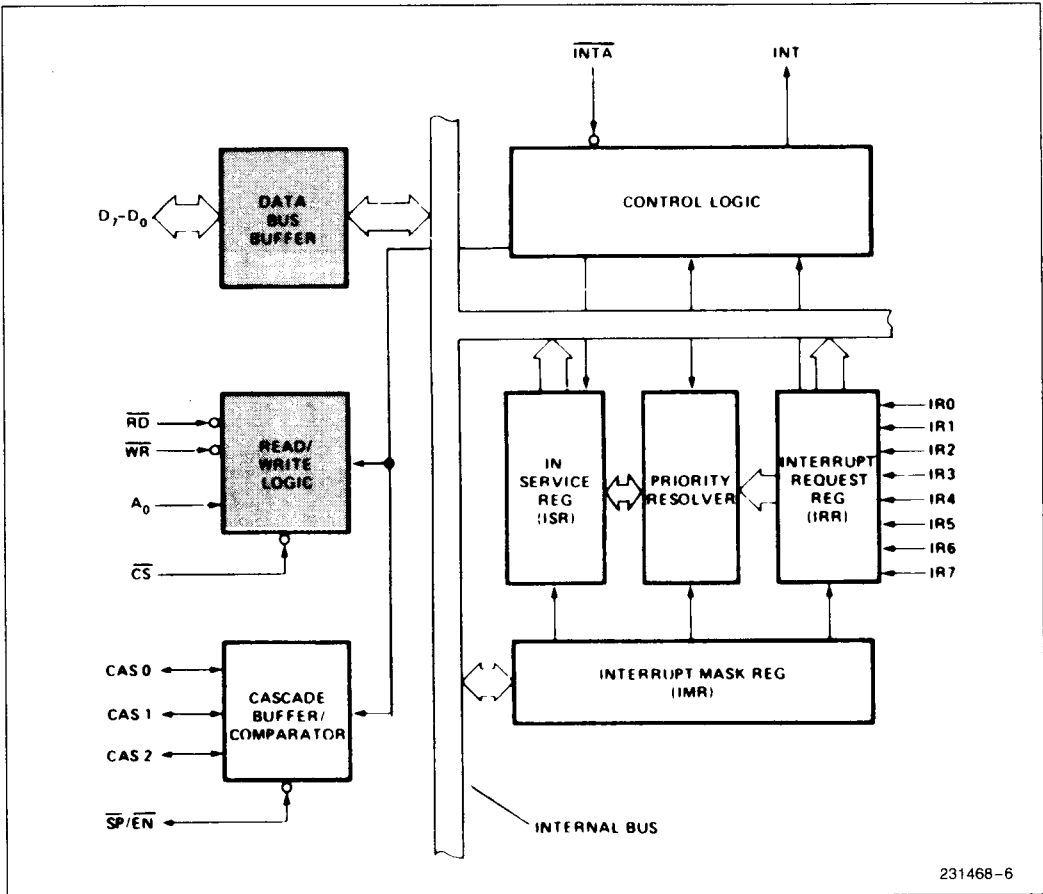 INTA
INT
DATA
BUS
BUFFER
D7-D0
CONTROL LOGIC
RD
WR
A0
CS
READ/
WRITE
LOGIC
IN
SERVICE
REG
(ISR)
PRIORITY
RESOLVER
INTERRUPT
REQUEST
REG
(IRR)
IR0
IR1
IR2
IR3
IR4
IR5
IR6
IR7
CAS 0
CAS 1
CAS 2
SP/EN
CASCADE
BUFFER/
COMPARATOR
INTERRUPT MASK REG
(IMR)
INTERNAL BUS
231468-6